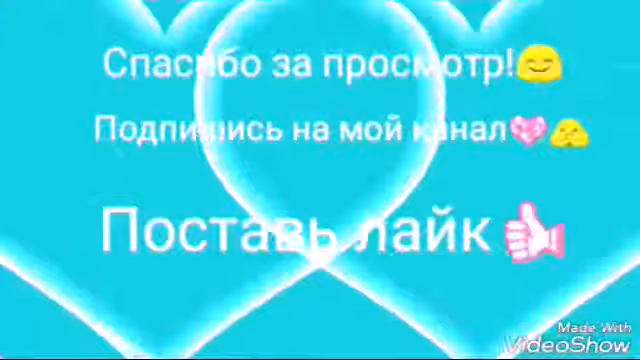 Спасибо за просмотр!😊
Подпишись на мой канал💖🤗
Поставь лайк👍
Made With
VideoShow